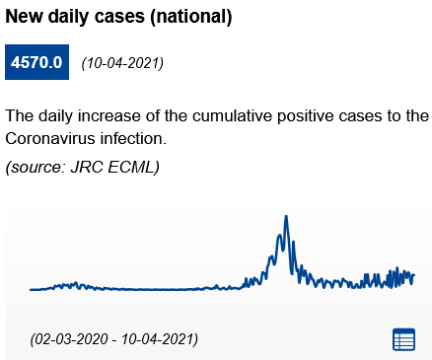 New daily cases (national)
4570.0 (10-04-2021)
The daily increase of the cumulative positive cases to the
Coronavirus infection.
(source: JRC ECML)
(02-03-2020 - 10-04-2021)